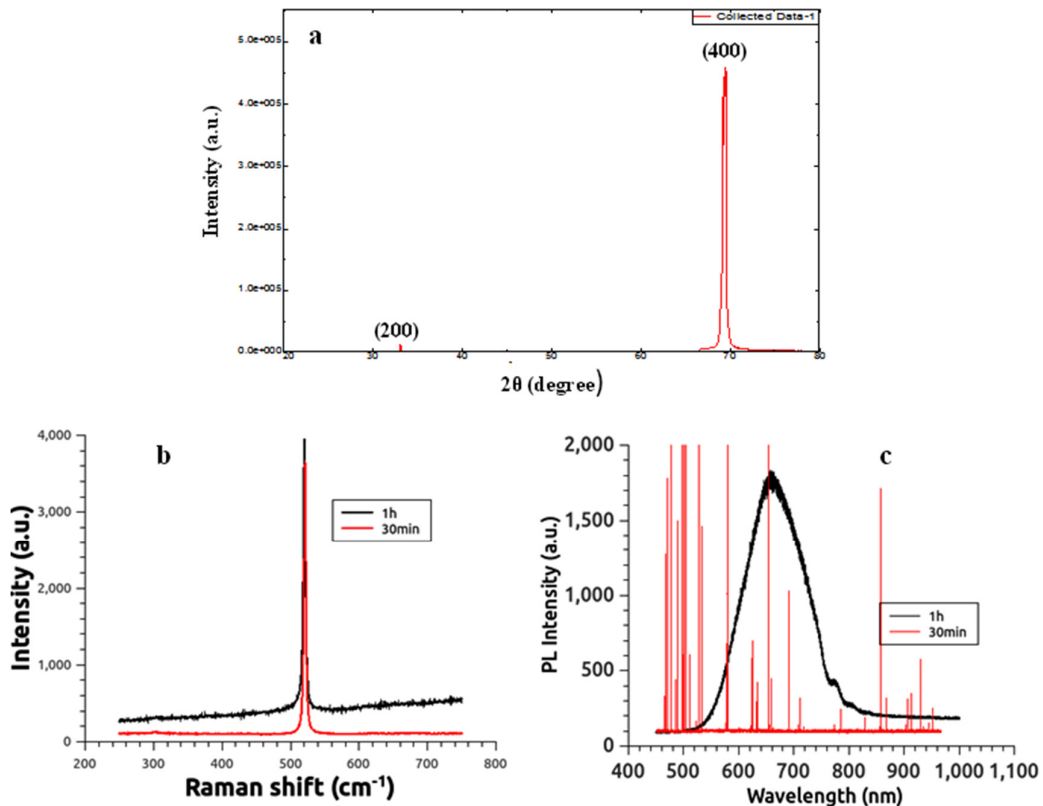 Collected Data-1
a
(400)
(200)
5.0e+005
4.0e+005
3.0e+005
2.0e+005
1.0e+005
0.0e+000
Intensity (a.u.)
20 30 40 50 60 70 80
2θ (degree)
b
4,000
3,000
2,000
1,000
0
Intensity (a.u.)
1h
30min
200 300 400 500 600 700 800
Raman shift (cm⁻¹)
c
2,000
1,500
1,000
500
0
PL Intensity (a.u.)
1h
30min
400 500 600 700 800 900 1,000 1,100
Wavelength (nm)